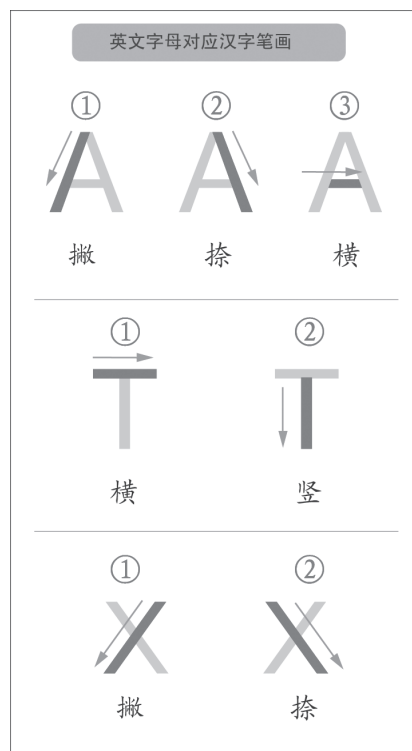 英文字母对应汉字笔画
① ② ③
A A A
撇 捺 横
① ②
T T
横 竖
① ②
X X
撇 捺